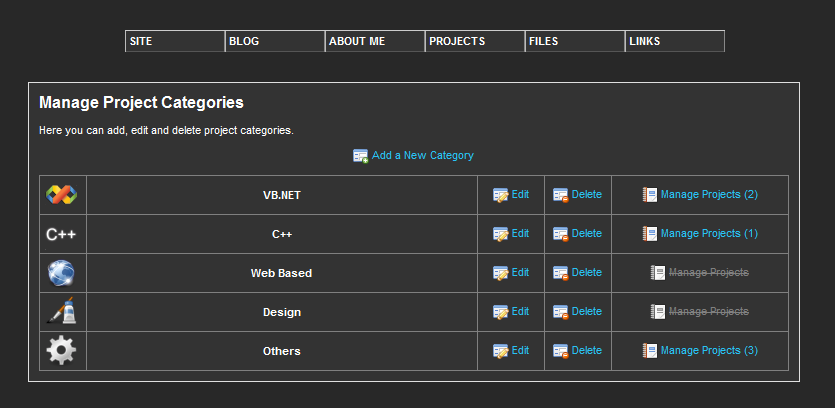 SITE BLOG ABOUT ME PROJECTS FILES LINKS
Manage Project Categories
Here you can add, edit and delete project categories.
Add a New Category
VB.NET Edit Delete Manage Projects (2)
C++ C++ Edit Delete Manage Projects (1)
Web Based Edit Delete Manage Projects
Design Edit Delete Manage Projects
Others Edit Delete Manage Projects (3)